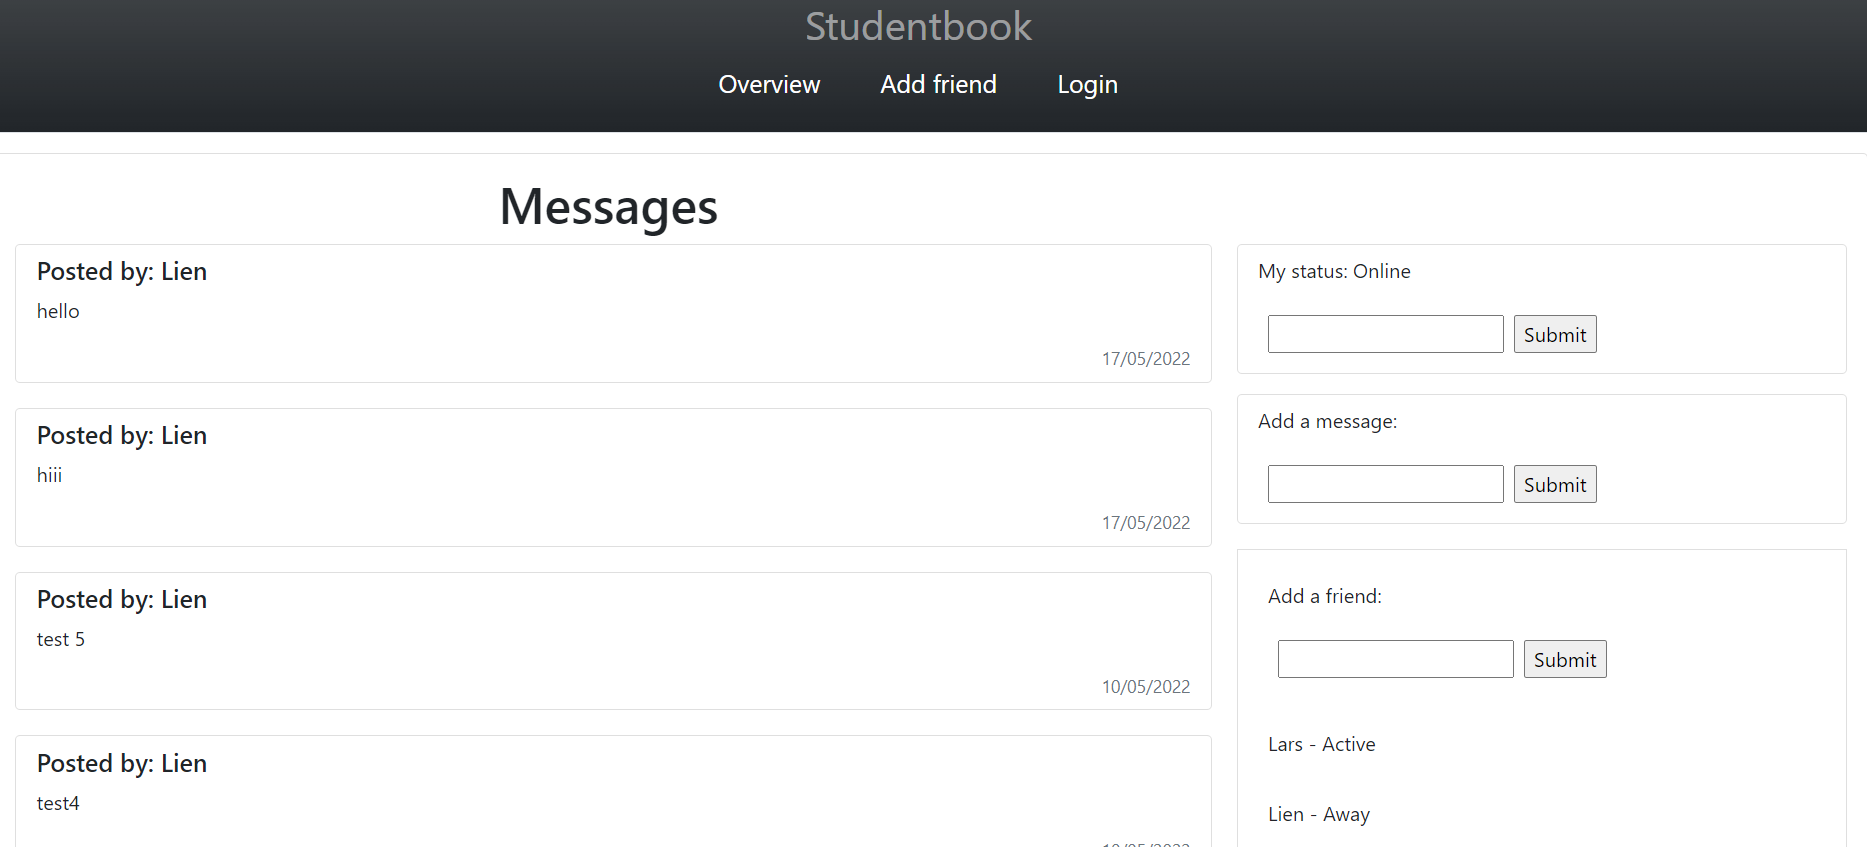 Studentbook
Overview Add friend Login
Messages
Posted by: Lien
hello
17/05/2022
Posted by: Lien
hiii
17/05/2022
Posted by: Lien
test 5
10/05/2022
Posted by: Lien
test4
My status: Online
Submit
Add a message:
Submit
Add a friend:
Submit
Lars - Active
Lien - Away